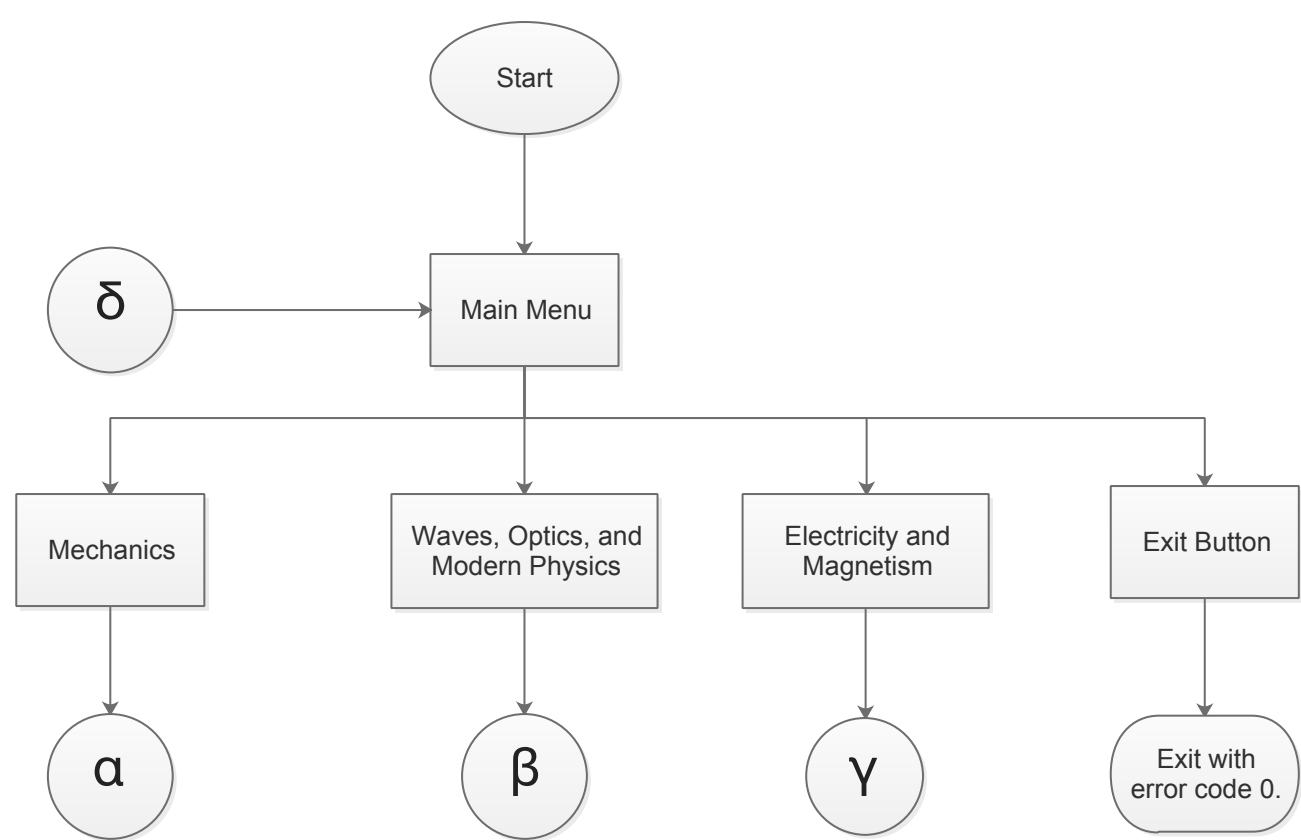 Start
δ
Main Menu
Mechanics
Waves, Optics, and
Modern Physics
Electricity and
Magnetism
Exit Button
α
β
γ
Exit with
error code 0.